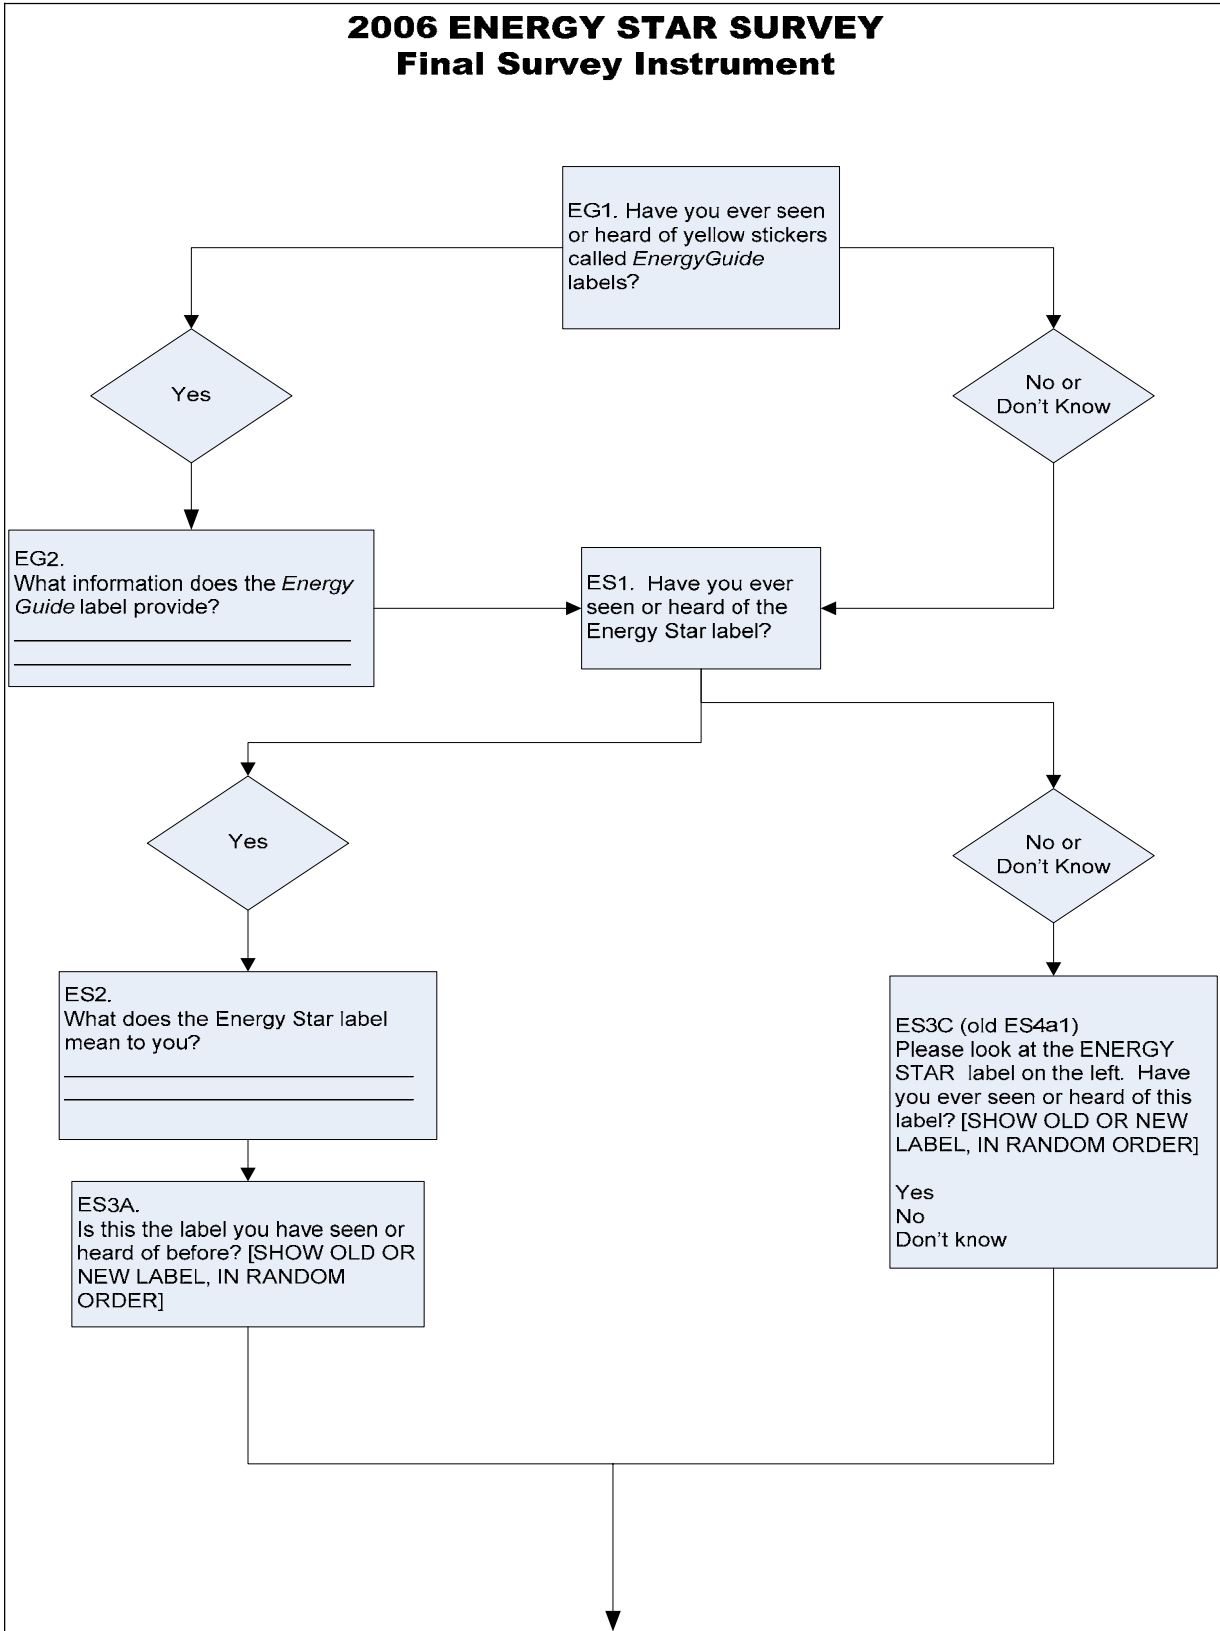 2006 ENERGY STAR SURVEY
Final Survey Instrument
EG1. Have you ever seen
or heard of yellow stickers
called EnergyGuide
labels?
Yes
No or
Don't Know
EG2.
What information does the Energy
Guide label provide?
ES1. Have you ever
seen or heard of the
Energy Star label?
Yes
No or
Don't Know
ES2.
What does the Energy Star label
mean to you?
ES3A.
Is this the label you have seen or
heard of before? [SHOW OLD OR
NEW LABEL, IN RANDOM
ORDER]
ES3C (old ES4a1)
Please look at the ENERGY
STAR label on the left. Have
you ever seen or heard of this
label? [SHOW OLD OR NEW
LABEL, IN RANDOM ORDER]
Yes
No
Don't know